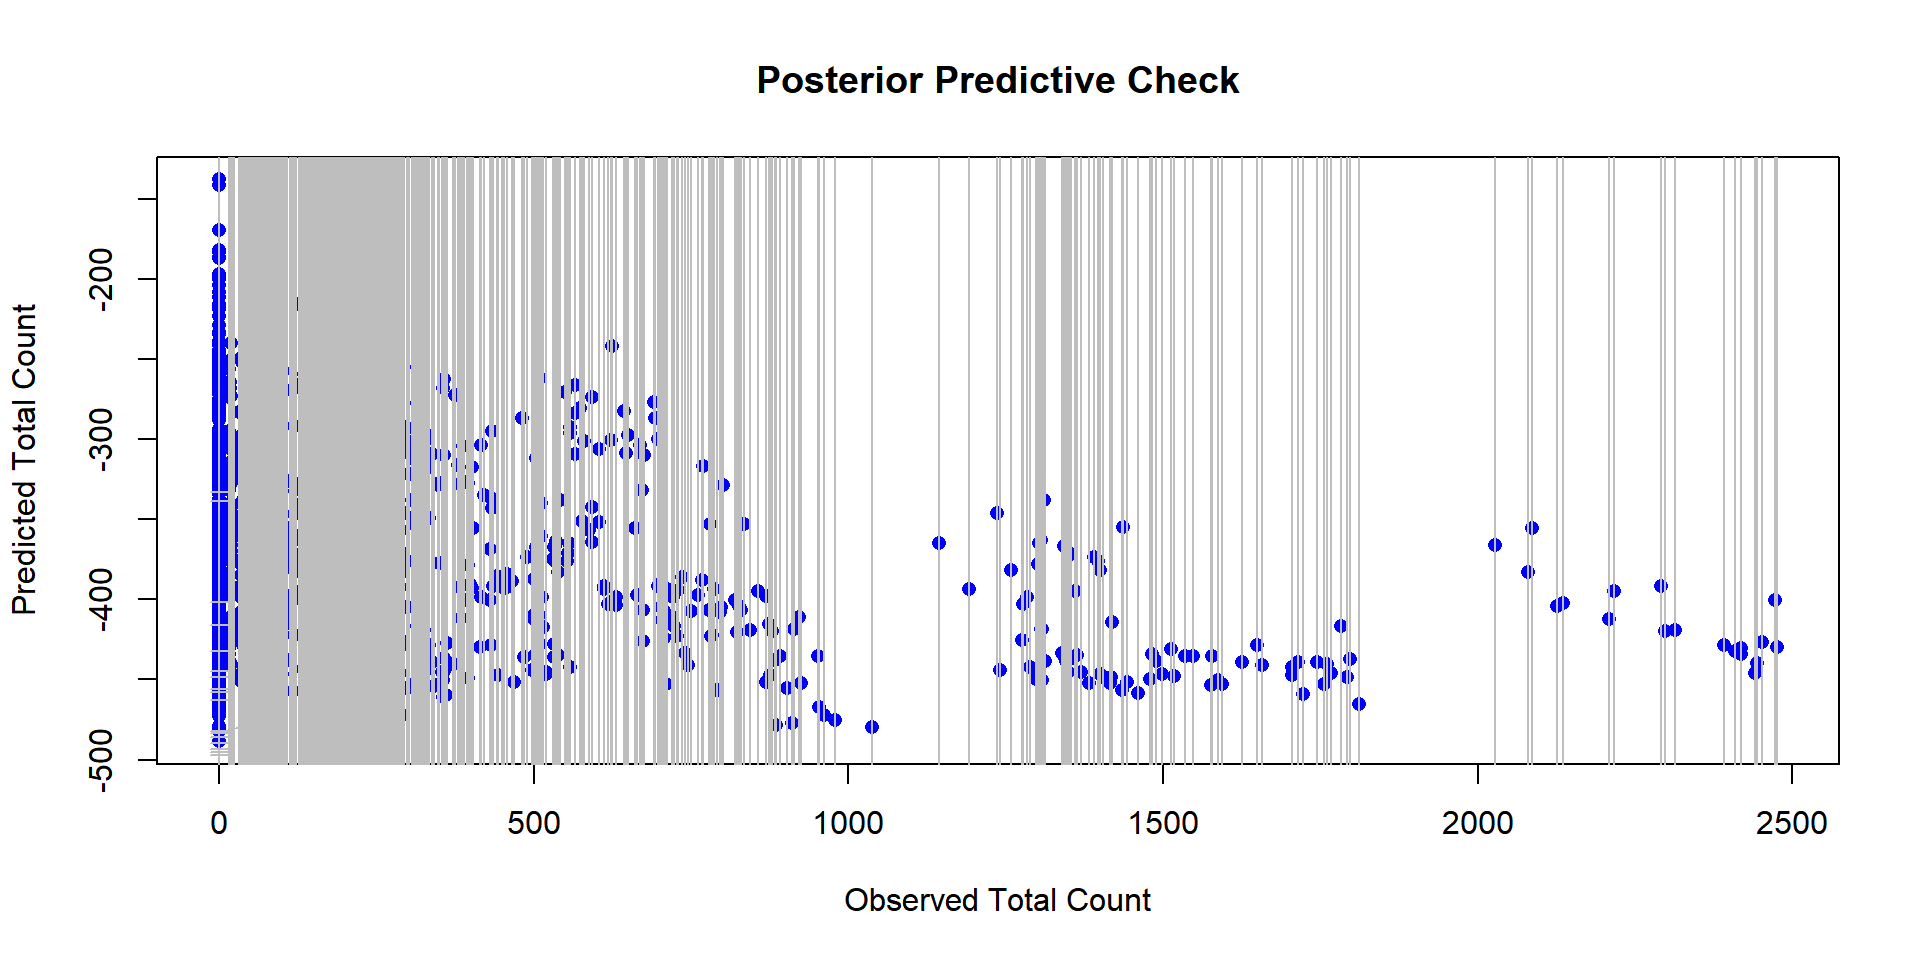 Posterior Predictive Check
Predicted Total Count
-200
-300
-400
-500
0 500 1000 1500 2000 2500
Observed Total Count